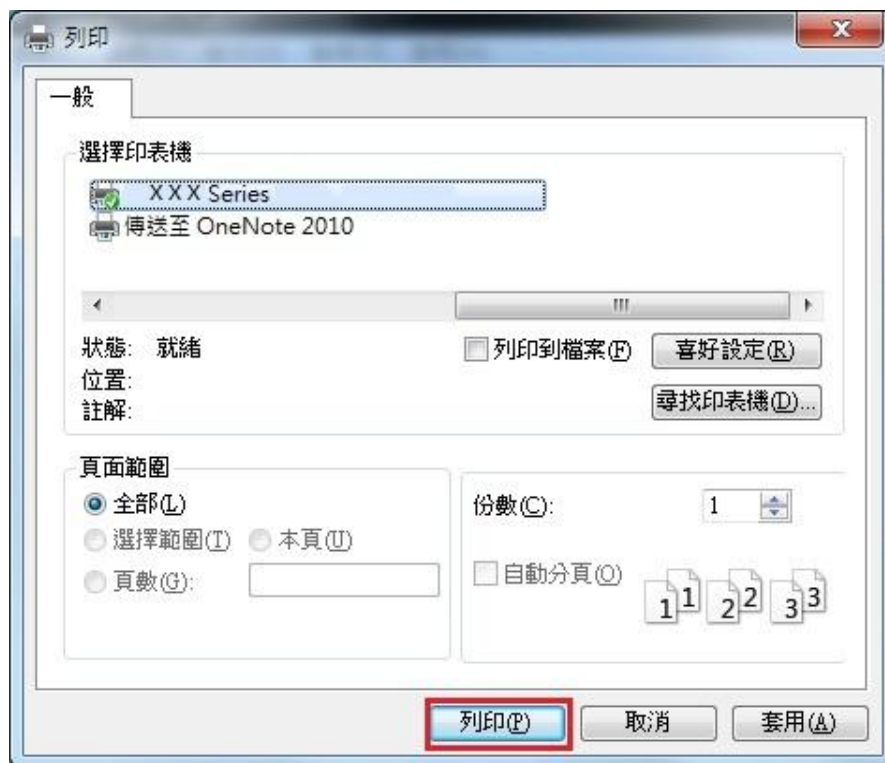 列印
一般
選擇印表機
XXX Series
傳送至 OneNote 2010
狀態: 就緒
列印到檔案(F)
喜好設定(R)
位置:
註解:
尋找印表機(D)...
頁面範圍
全部(L)
選擇範圍(T) 本頁(U)
頁數(G):
份數(C): 1
自動分頁(O)
1 1 2 2 3 3
列印(P) 取消 套用(A)